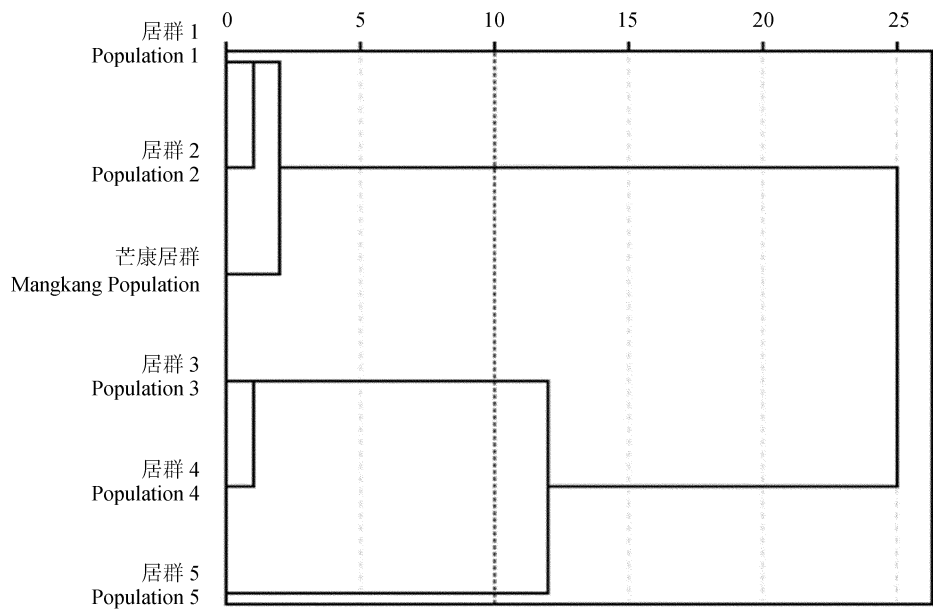 0 5 10 15 20 25
居群 1
Population 1
居群 2
Population 2
芒康居群
Mangkang Population
居群 3
Population 3
居群 4
Population 4
居群 5
Population 5